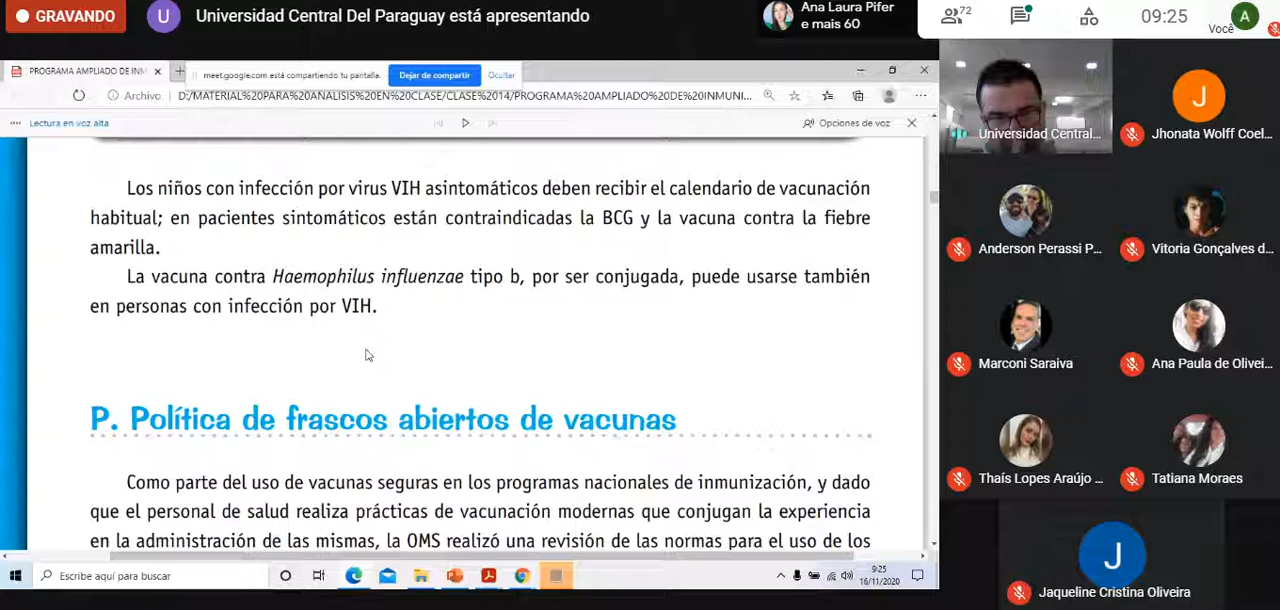 GRAVANDO
U
Universidad Central Del Paraguay está apresentando
Ana Laura Pifer
e mais 60
72
09:25
Você
A
PROGRAMA AMPLIADO DE INM
meet.google.com está compartiendo tu pantalla.
Dejar de compartir
Ocultar
Archivo
D:/MATERIAL%20PARA%20ANALISIS%20EN%20CLASE/CLASE%2014/PROGRAMA%20AMPLIADO%20DE%20INMUNI...
Lectura en voz alta
Opciones de voz
Los niños con infección por virus VIH asintomáticos deben recibir el calendario de vacunación
habitual; en pacientes sintomáticos están contraindicadas la BCG y la vacuna contra la fiebre
amarilla.
La vacuna contra Haemophilus influenzae tipo b, por ser conjugada, puede usarse también
en personas con infección por VIH.
P. Política de frascos abiertos de vacunas
Como parte del uso de vacunas seguras en los programas nacionales de inmunización, y dado
que el personal de salud realiza prácticas de vacunación modernas que conjugan la experiencia
en la administración de las mismas, la OMS realizó una revisión de las normas para el uso de los
Escribe aquí para buscar
9:25
16/11/2020
Universidad Central...
J
Jhonata Wolff Coel...
Anderson Perassi P...
Vitoria Gonçalves d...
Marconi Saraiva
Ana Paula de Olivei...
Thaís Lopes Araújo ...
Tatiana Moraes
J
Jaqueline Cristina Oliveira